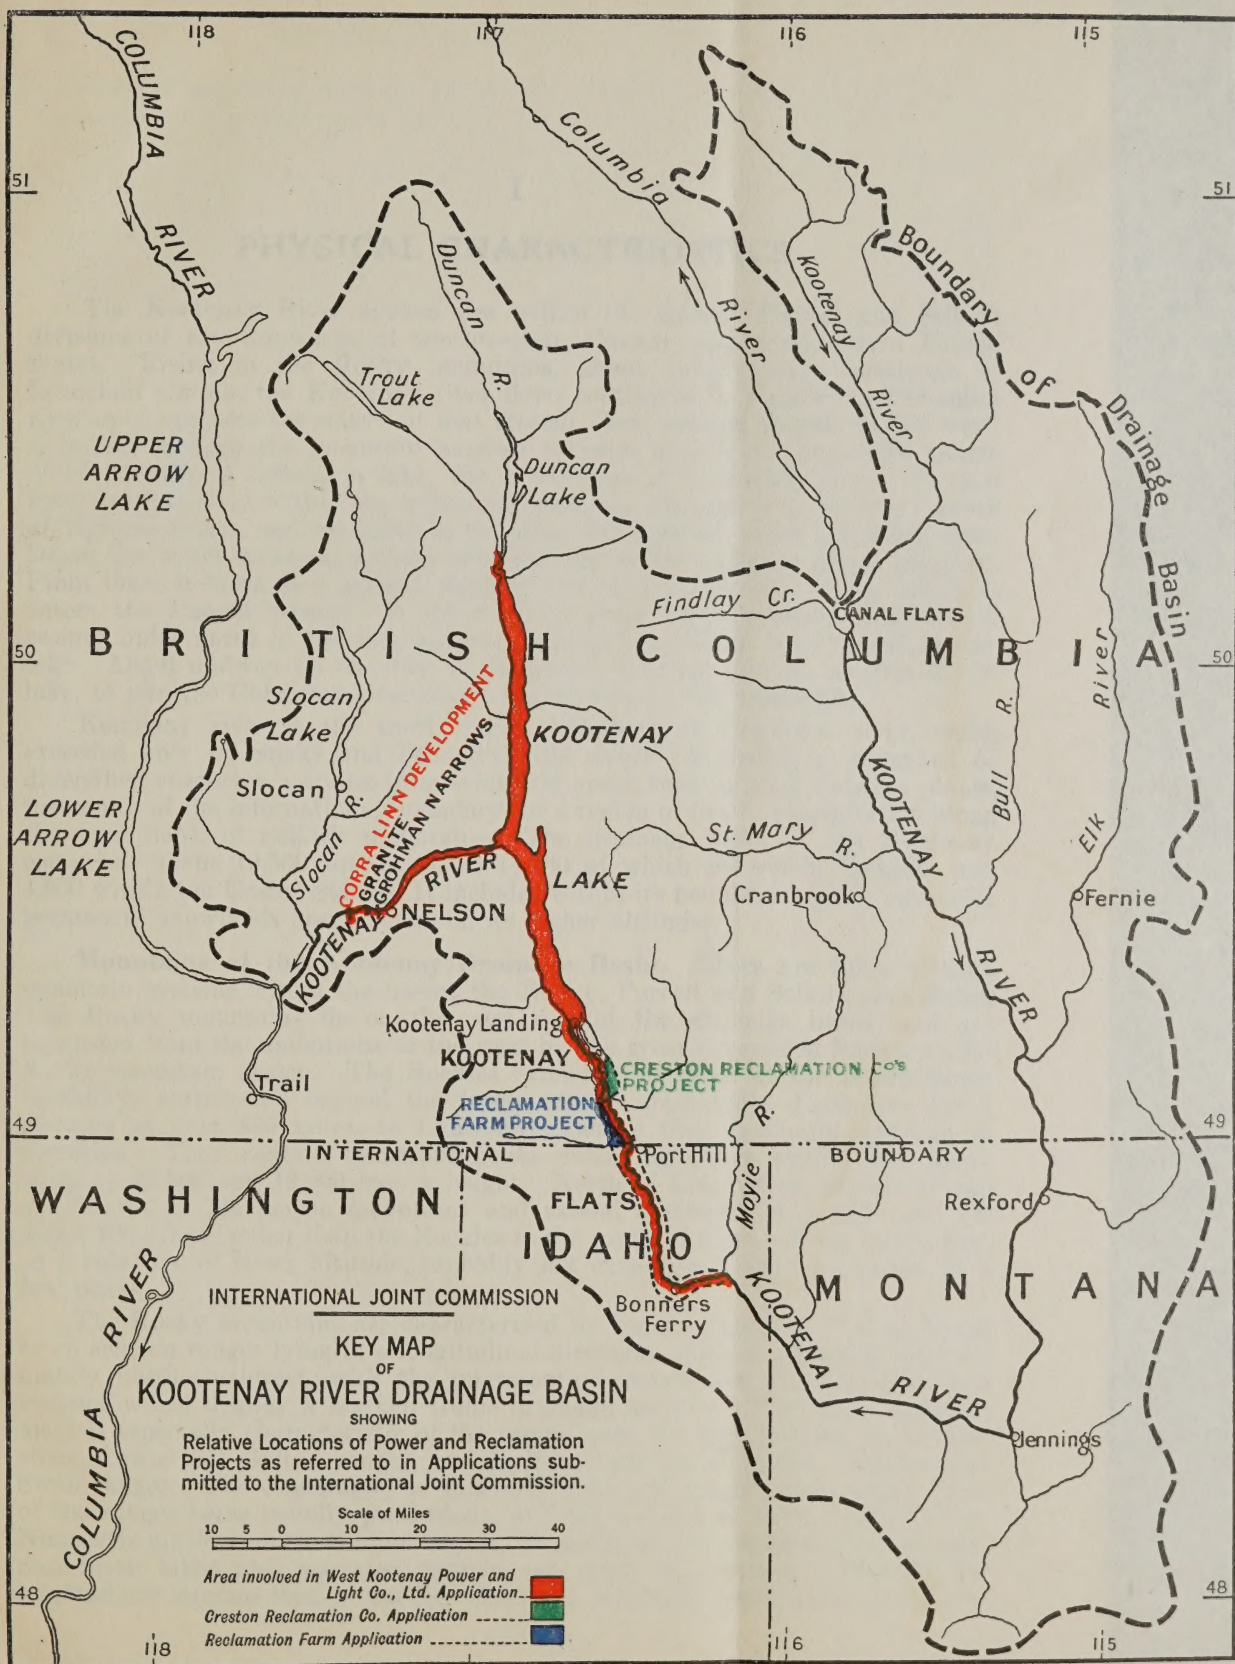 118
117
116
115
COLUMBIA
RIVER
Columbia
River
51
51
PHYSICAL CHARACTERISTICS
Boundary
of
Drainage
Basin
Duncan
R.
Kootenay
River
Trout
Lake
UPPER
ARROW
LAKE
Duncan
Lake
Findlay Cr.
CANAL FLATS
BRITISH COLUMBIA
50
50
Slocan
Lake
CORRA LINN DEVELOPMENT
GRANITE
GROHMAN NARROWS
KOOTENAY
LAKE
KOOTENAY
RIVER
Bull
R.
Elk
River
Slocan
Slocan
R.
LOWER
ARROW
LAKE
RIVER
St. Mary
R.
Cranbrook
Fernie
NELSON
KOOTENAY
Kootenay Landing
KOOTENAY
CRESTON RECLAMATION Co's
PROJECT
Trail
RECLAMATION
FARM PROJECT
49
49
INTERNATIONAL
BOUNDARY
Port Hill
R.
Moyie
WASHINGTON
FLATS
IDAHO
Rexford
MONTANA
Bonners
Ferry
KOOTENAI
RIVER
Jennings
RIVER
COLUMBIA
INTERNATIONAL JOINT COMMISSION
KEY MAP
OF
KOOTENAY RIVER DRAINAGE BASIN
SHOWING
Relative Locations of Power and Reclamation
Projects as referred to in Applications sub-
mitted to the International Joint Commission.
Scale of Miles
10 5 0 10 20 30 40
Area involved in West Kootenay Power and
Light Co., Ltd. Application
Creston Reclamation Co. Application
Reclamation Farm Application
48
48
118
116
115